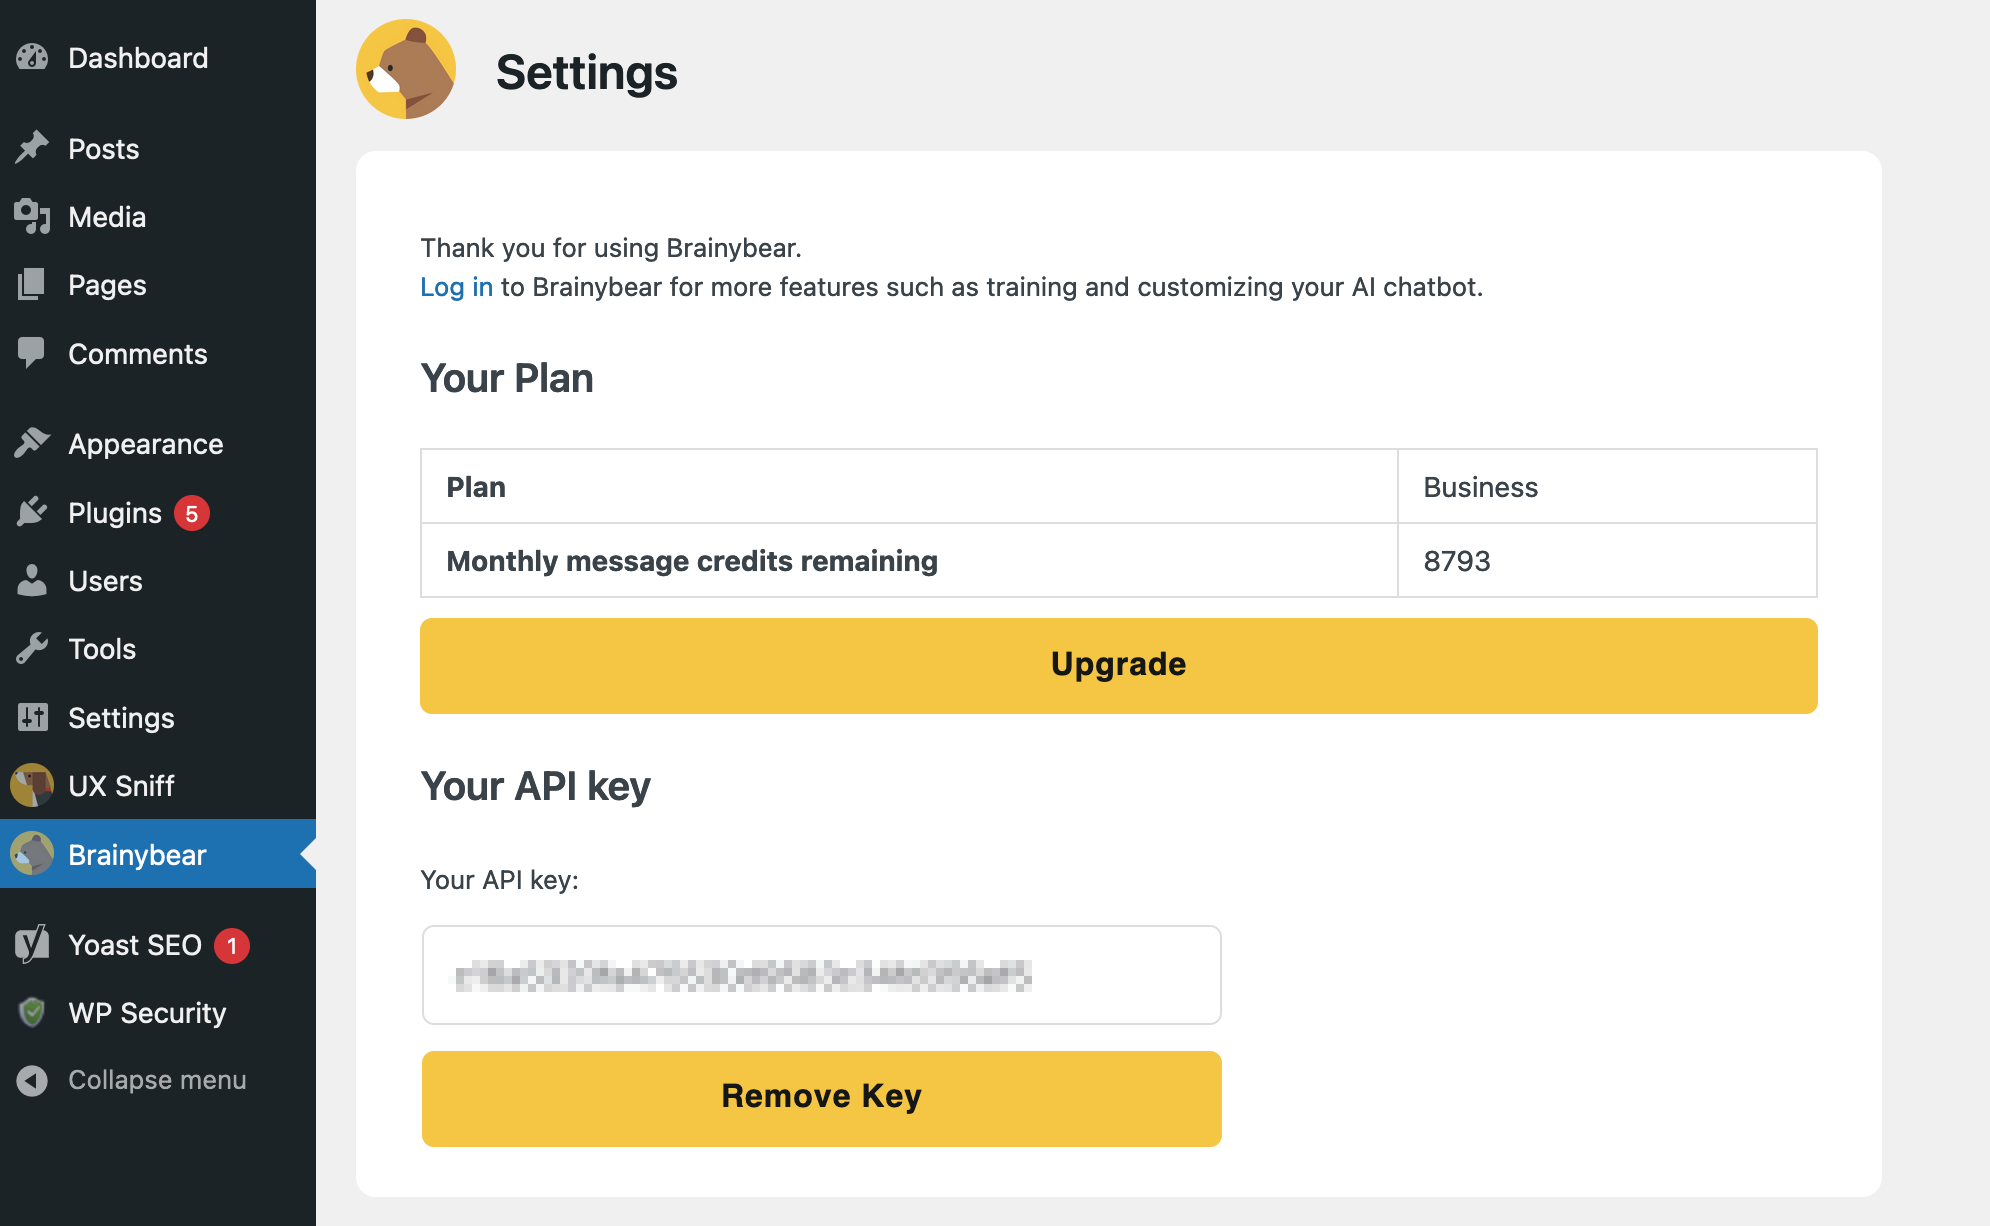 Dashboard
Posts
Media
Pages
Comments
Appearance
Plugins 5
Users
Tools
Settings
UX Sniff
Brainybear
Yoast SEO 1
WP Security
Collapse menu
Settings
Thank you for using Brainybear.
Log in to Brainybear for more features such as training and customizing your AI chatbot.
Your Plan
Plan Business
Monthly message credits remaining 8793
Upgrade
Your API key
Your API key:
Remove Key